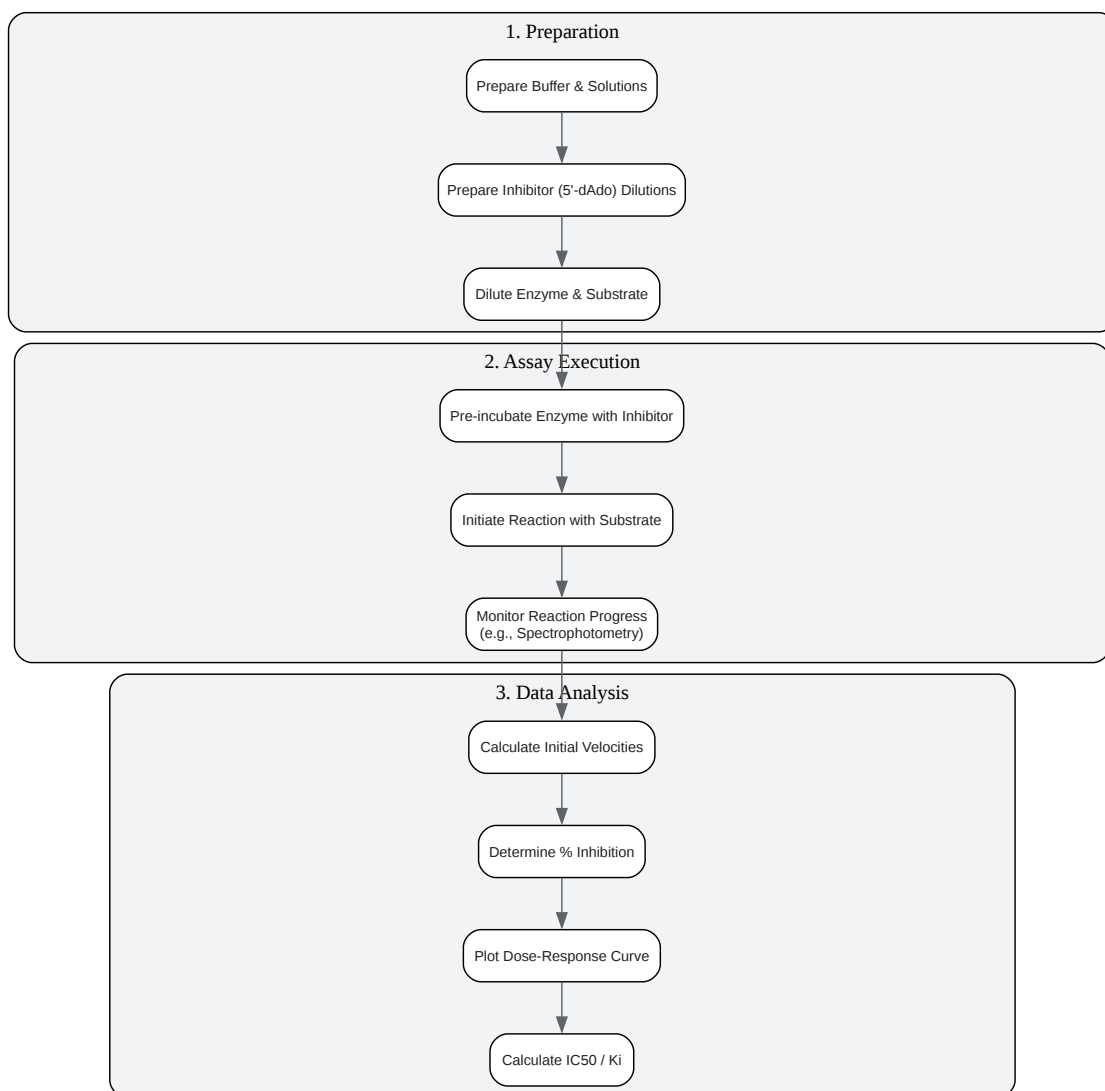 1. Preparation
Prepare Buffer & Solutions
Prepare Inhibitor (5'-dAdo) Dilutions
Dilute Enzyme & Substrate
2. Assay Execution
Pre-incubate Enzyme with Inhibitor
Initiate Reaction with Substrate
Monitor Reaction Progress
(e.g., Spectrophotometry)
3. Data Analysis
Calculate Initial Velocities
Determine % Inhibition
Plot Dose-Response Curve
Calculate IC50 / Ki